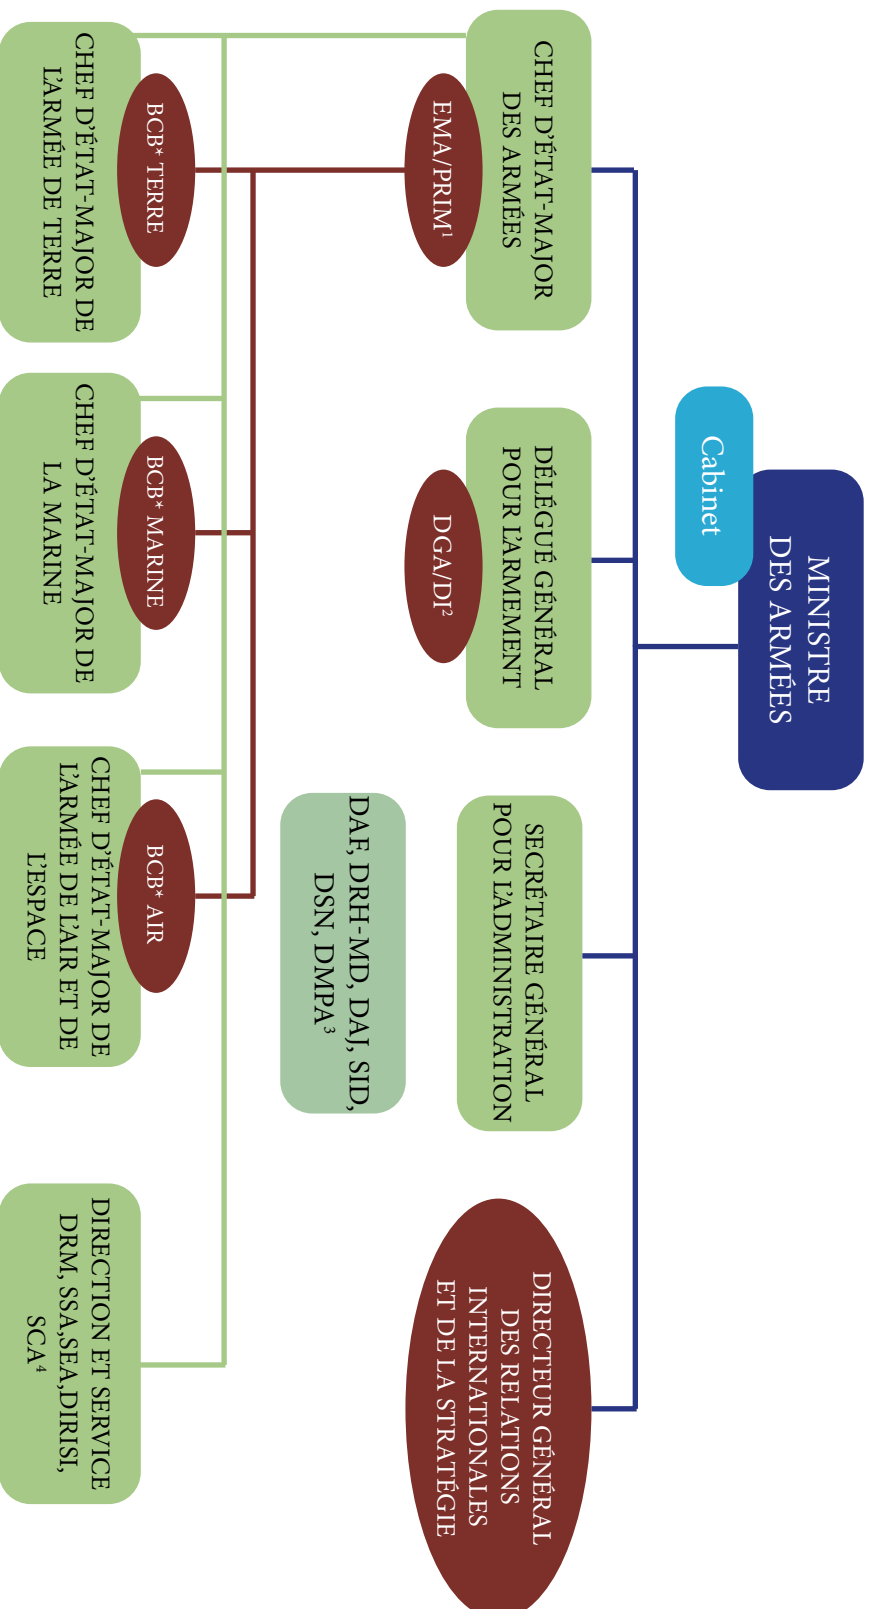 MINISTRE
DES ARMÉES
Cabinet
CHEF D'ÉTAT-MAJOR
DES ARMÉES
EMA/PRIM¹
DÉLÉGUÉ GÉNÉRAL
POUR L'ARMEMENT
DGA/DI²
SECRÉTAIRE GÉNÉRAL
POUR L'ADMINISTRATION
DIRECTEUR GÉNÉRAL
DES RELATIONS
INTERNATIONALES
ET DE LA STRATÉGIE
DAF, DRH-MD, DAJ, SID,
DSN, DMPA³
BCB* TERRE
CHEF D'ÉTAT-MAJOR DE
L'ARMÉE DE TERRE
BCB* MARINE
CHEF D'ÉTAT-MAJOR DE
LA MARINE
BCB* AIR
CHEF D'ÉTAT-MAJOR DE
L'ARMÉE DE L'AIR ET DE
L'ESPACE
DIRECTION ET SERVICE
DRM, SSA,SEA,DIRISI,
SCA⁴